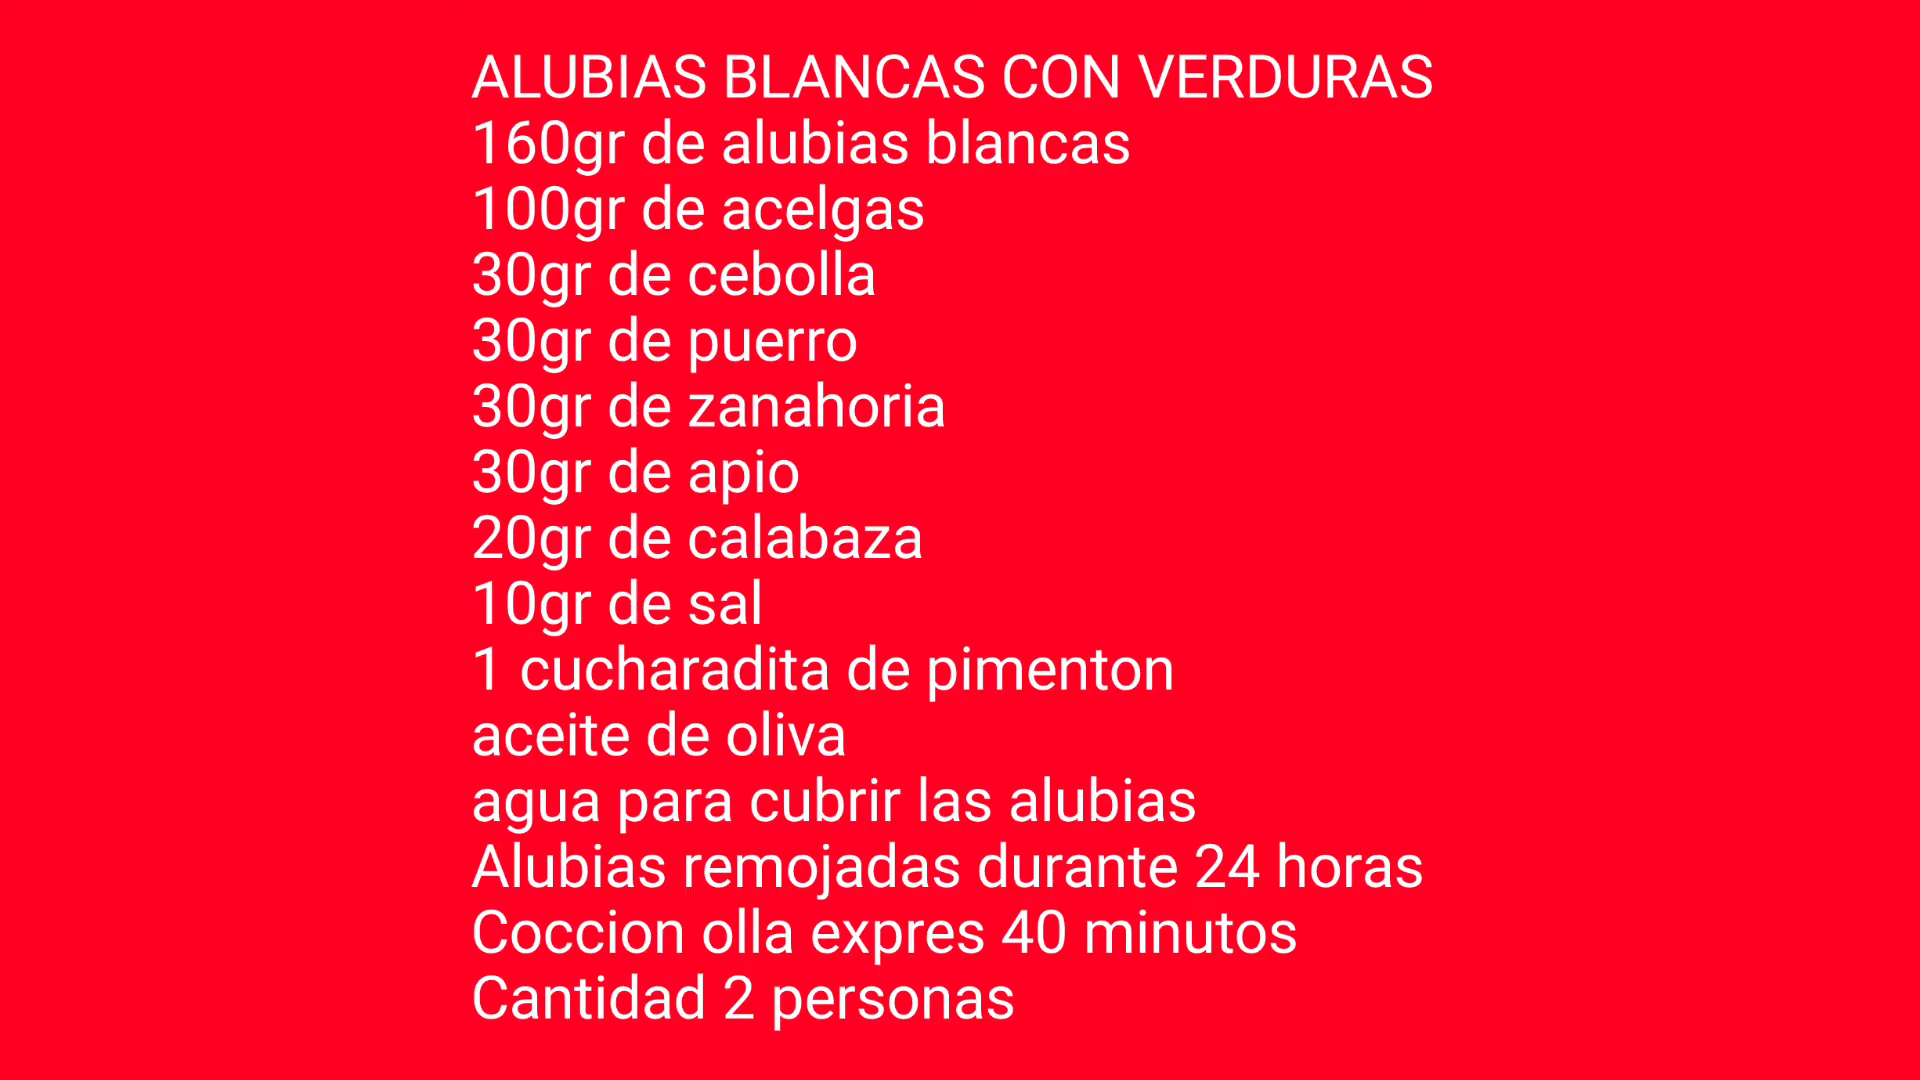 ALUBIAS BLANCAS CON VERDURAS
160gr de alubias blancas
100gr de acelgas
30gr de cebolla
30gr de puerro
30gr de zanahoria
30gr de apio
20gr de calabaza
10gr de sal
1 cucharadita de pimenton
aceite de oliva
agua para cubrir las alubias
Alubias remojadas durante 24 horas
Coccion olla expres 40 minutos
Cantidad 2 personas